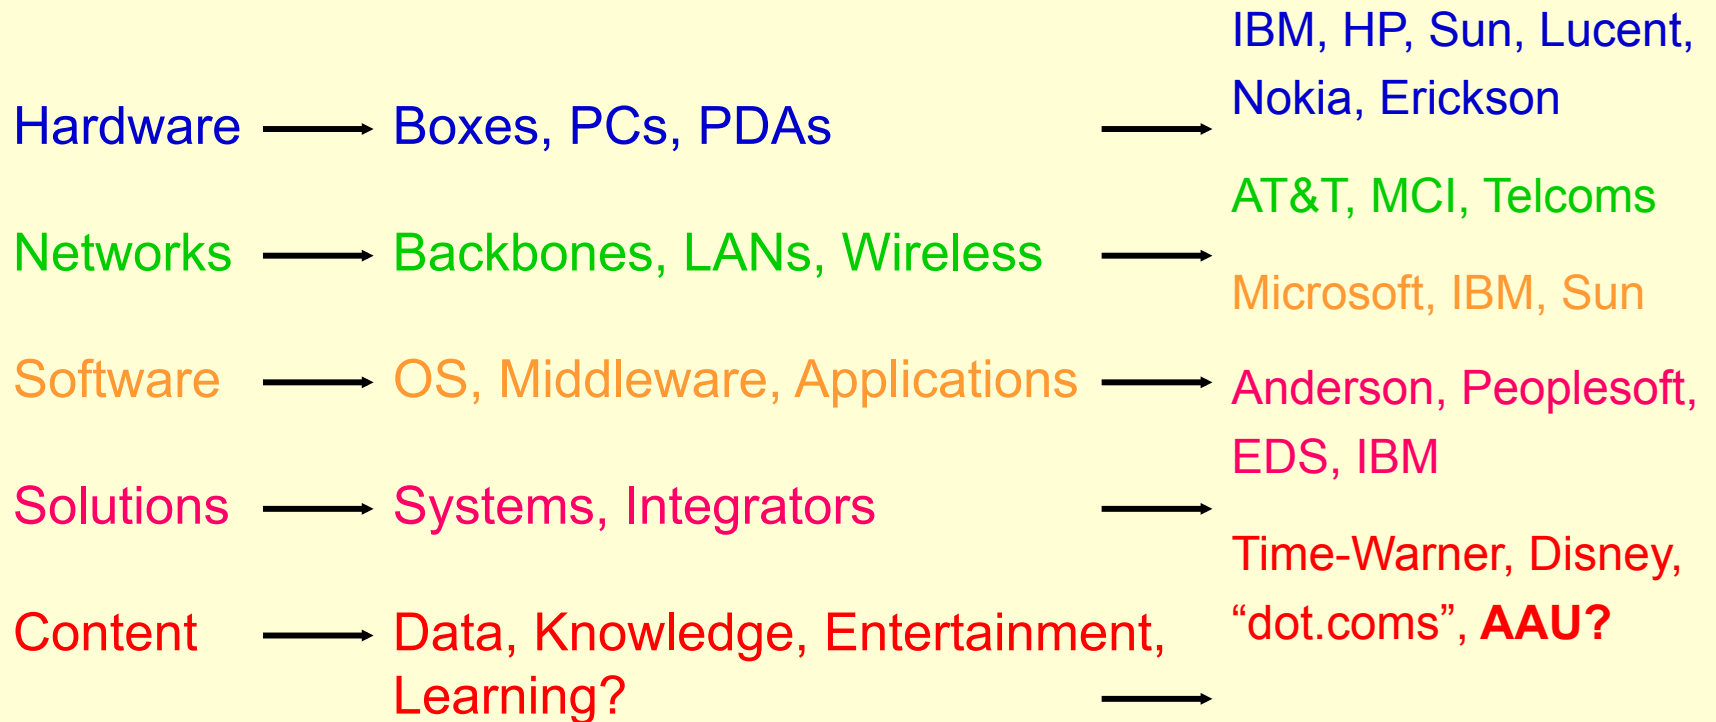 Hardware
Boxes, PCs, PDAs
IBM, HP, Sun, Lucent,
Nokia, Erickson
Networks
Backbones, LANs, Wireless
AT&T, MCI, Telcoms
Software
OS, Middleware, Applications
Microsoft, IBM, Sun
Solutions
Systems, Integrators
Anderson, Peoplesoft,
EDS, IBM
Content
Data, Knowledge, Entertainment,
Learning?
Time-Warner, Disney,
“dot.coms”, AAU?